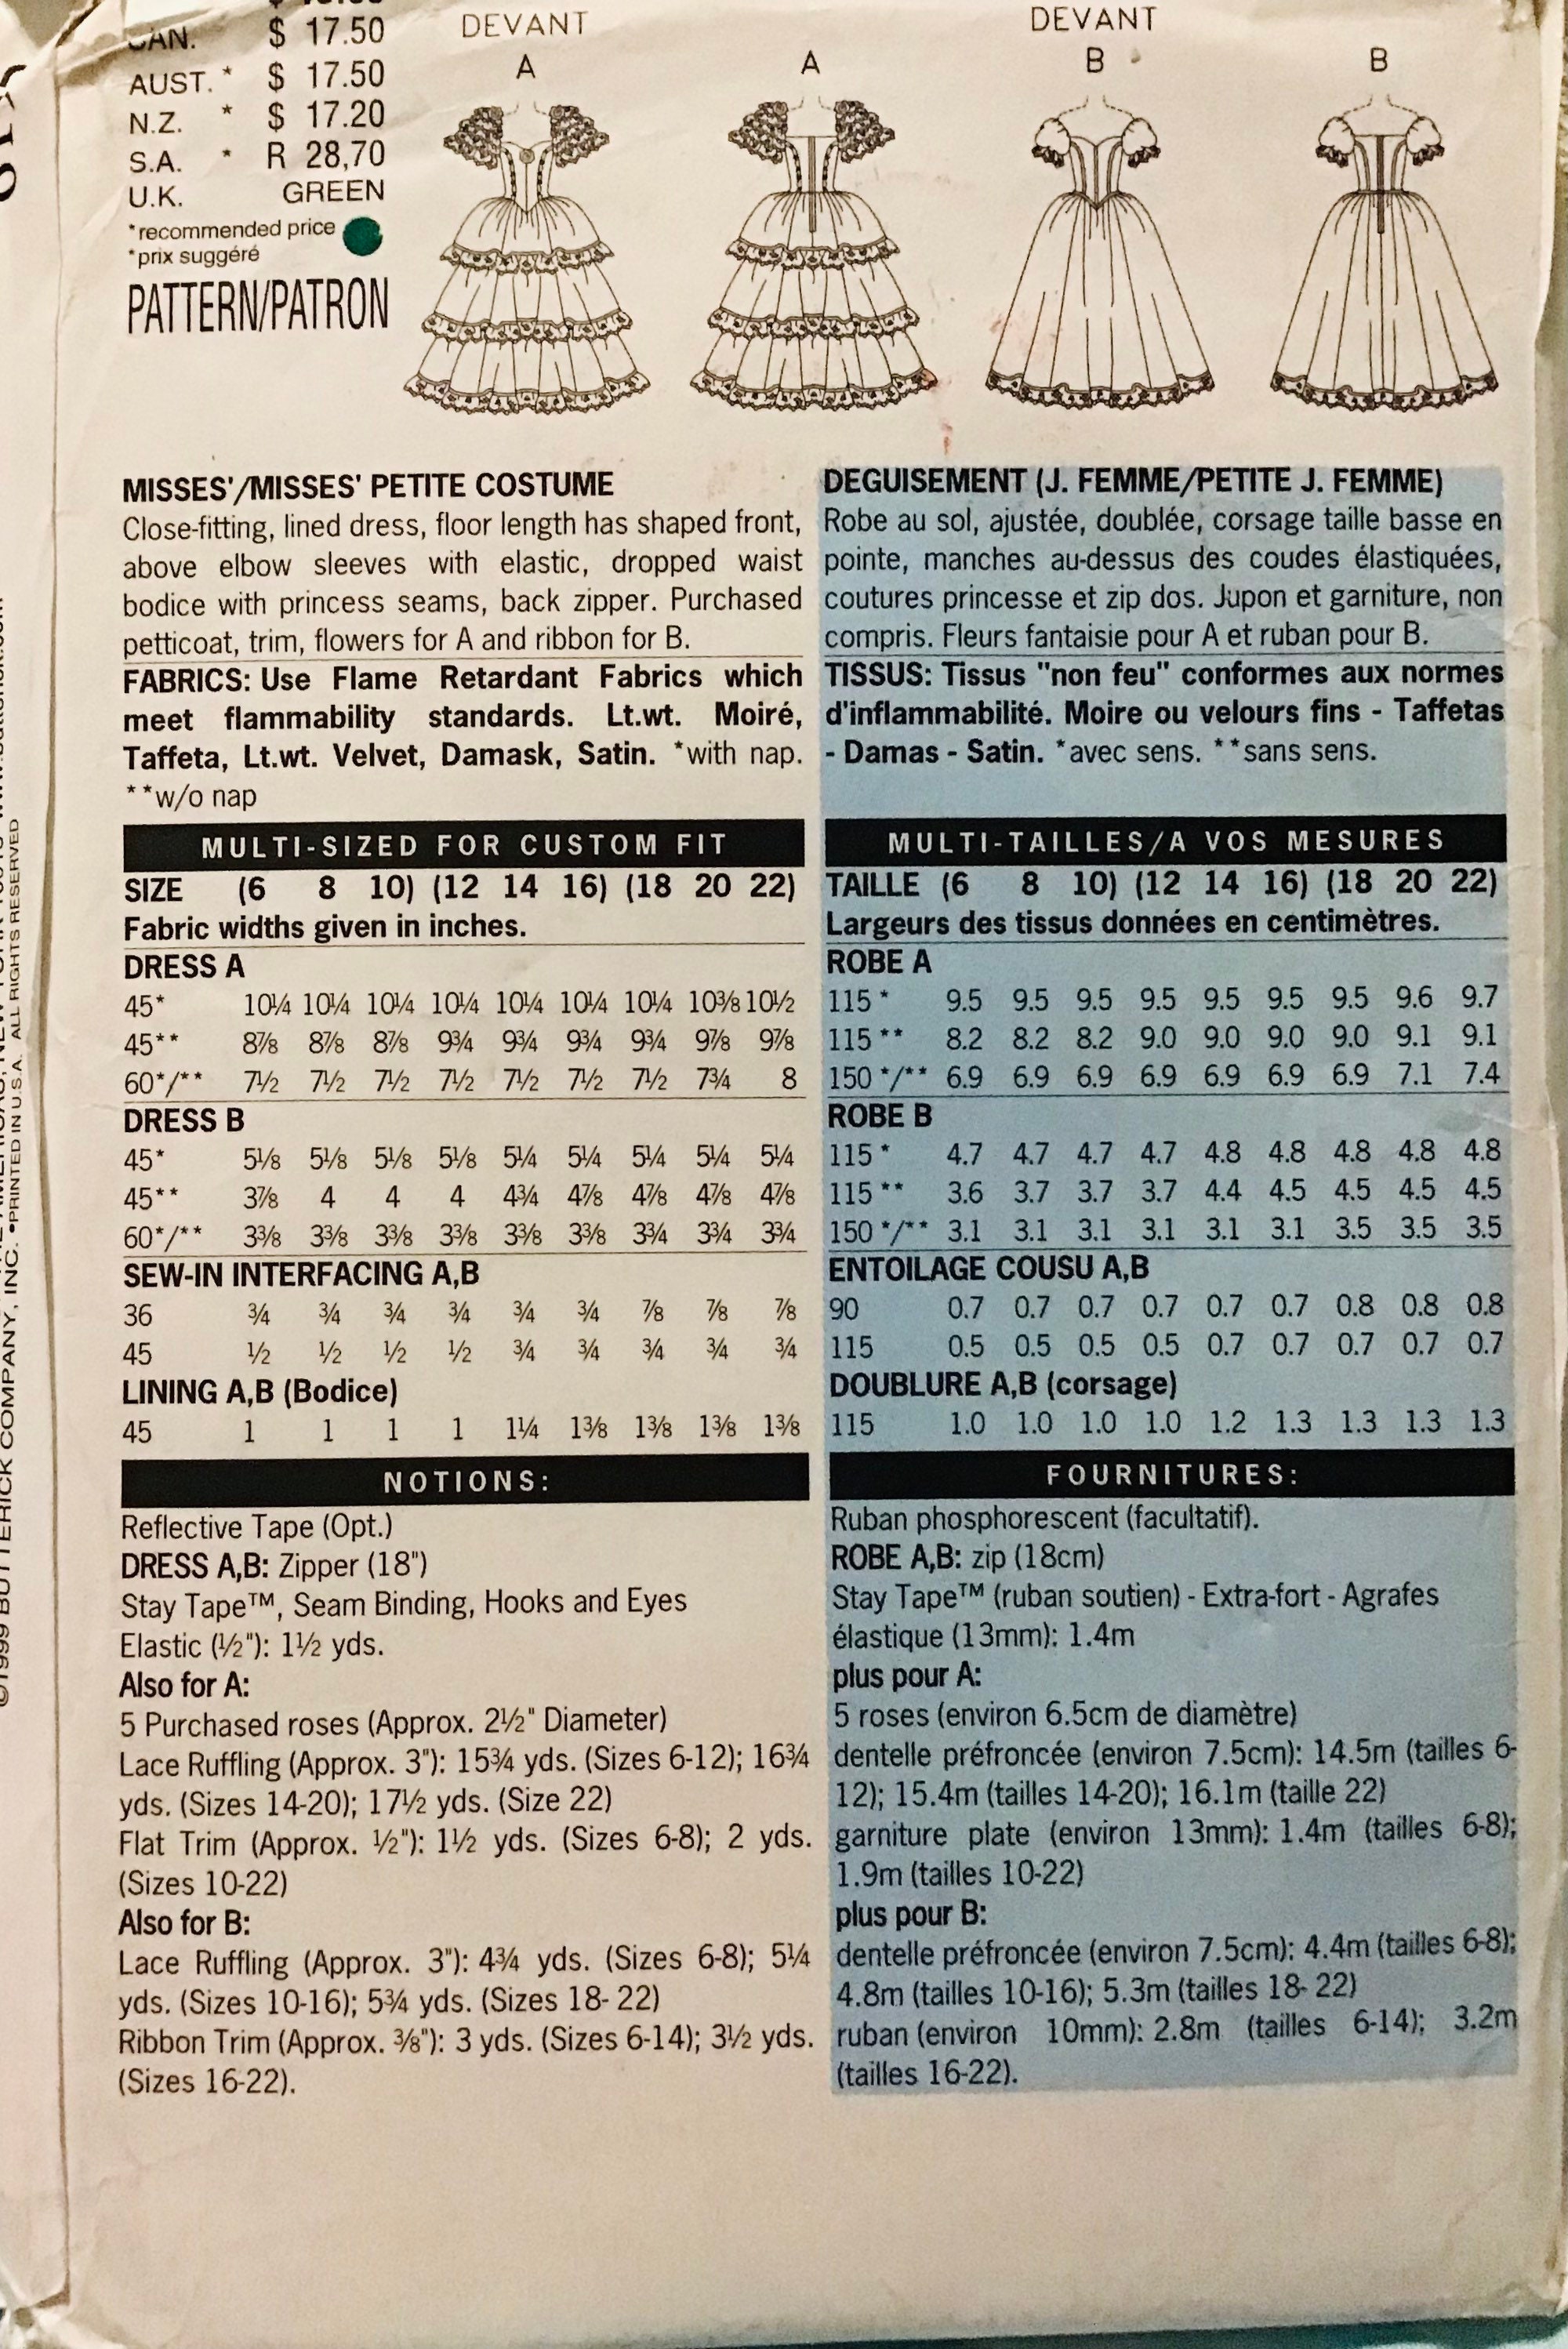 CAN. $ 17.50
AUST.* $ 17.50
N.Z. * $ 17.20
S.A. * R 28,70
U.K. GREEN
*recommended price
*prix suggéré
PATTERN/PATRON
DEVANT
A
A
DEVANT
B
B
MISSES'/MISSES' PETITE COSTUME
Close-fitting, lined dress, floor length has shaped front,
above elbow sleeves with elastic, dropped waist
bodice with princess seams, back zipper. Purchased
petticoat, trim, flowers for A and ribbon for B.
FABRICS: Use Flame Retardant Fabrics which
meet flammability standards. Lt.wt. Moiré,
Taffeta, Lt.wt. Velvet, Damask, Satin. *with nap.
**w/o nap
MULTI-SIZED FOR CUSTOM FIT
SIZE (6 8 10) (12 14 16) (18 20 22)
Fabric widths given in inches.
DRESS A
45* 10¼ 10¼ 10¼ 10¼ 10¼ 10¼ 10¼ 10⅜ 10½
45** 8⅞ 8⅞ 8⅞ 9¾ 9¾ 9¾ 9¾ 9⅞ 9⅞
60*/** 7½ 7½ 7½ 7½ 7½ 7½ 7½ 7¾ 8
DRESS B
45* 5⅛ 5⅛ 5⅛ 5⅛ 5¼ 5¼ 5¼ 5¼ 5¼
45** 3⅞ 4 4 4 4¾ 4⅞ 4⅞ 4⅞ 4⅞
60*/** 3⅜ 3⅜ 3⅜ 3⅜ 3⅜ 3⅜ 3¾ 3¾ 3¾
SEW-IN INTERFACING A,B
36 ¾ ¾ ¾ ¾ ¾ ¾ ⅞ ⅞ ⅞
45 ½ ½ ½ ½ ¾ ¾ ¾ ¾ ¾
LINING A,B (Bodice)
45 1 1 1 1 1¼ 1⅜ 1⅜ 1⅜ 1⅜
NOTIONS:
Reflective Tape (Opt.)
DRESS A,B: Zipper (18")
Stay Tape™, Seam Binding, Hooks and Eyes
Elastic (½"): 1½ yds.
Also for A:
5 Purchased roses (Approx. 2½" Diameter)
Lace Ruffling (Approx. 3"): 15¾ yds. (Sizes 6-12); 16¾
yds. (Sizes 14-20); 17½ yds. (Size 22)
Flat Trim (Approx. ½"): 1½ yds. (Sizes 6-8); 2 yds.
(Sizes 10-22)
Also for B:
Lace Ruffling (Approx. 3"): 4¾ yds. (Sizes 6-8); 5¼
yds. (Sizes 10-16); 5¾ yds. (Sizes 18- 22)
Ribbon Trim (Approx. ⅜"): 3 yds. (Sizes 6-14); 3½ yds.
(Sizes 16-22).
DEGUISEMENT (J. FEMME/PETITE J. FEMME)
Robe au sol, ajustée, doublée, corsage taille basse en
pointe, manches au-dessus des coudes élastiquées,
coutures princesse et zip dos. Jupon et garniture, non
compris. Fleurs fantaisie pour A et ruban pour B.
TISSUS: Tissus "non feu" conformes aux normes
d'inflammabilité. Moire ou velours fins - Taffetas
- Damas - Satin. *avec sens. **sans sens.
MULTI-TAILLES/A VOS MESURES
TAILLE (6 8 10) (12 14 16) (18 20 22)
Largeurs des tissus données en centimètres.
ROBE A
115 * 9.5 9.5 9.5 9.5 9.5 9.5 9.5 9.6 9.7
115 ** 8.2 8.2 8.2 9.0 9.0 9.0 9.0 9.1 9.1
150 */** 6.9 6.9 6.9 6.9 6.9 6.9 6.9 7.1 7.4
ROBE B
115 * 4.7 4.7 4.7 4.7 4.8 4.8 4.8 4.8 4.8
115 ** 3.6 3.7 3.7 3.7 4.4 4.5 4.5 4.5 4.5
150 */** 3.1 3.1 3.1 3.1 3.1 3.1 3.5 3.5 3.5
ENTOILAGE COUSU A,B
90 0.7 0.7 0.7 0.7 0.7 0.7 0.8 0.8 0.8
115 0.5 0.5 0.5 0.5 0.7 0.7 0.7 0.7 0.7
DOUBLURE A,B (corsage)
115 1.0 1.0 1.0 1.0 1.2 1.3 1.3 1.3 1.3
FOURNITURES:
Ruban phosphorescent (facultatif).
ROBE A,B: zip (18cm)
Stay Tape™ (ruban soutien) - Extra-fort - Agrafes
élastique (13mm): 1.4m
plus pour A:
5 roses (environ 6.5cm de diamètre)
dentelle préfroncée (environ 7.5cm): 14.5m (tailles 6-
12); 15.4m (tailles 14-20); 16.1m (taille 22)
garniture plate (environ 13mm): 1.4m (tailles 6-8);
1.9m (tailles 10-22)
plus pour B:
dentelle préfroncée (environ 7.5cm): 4.4m (tailles 6-8);
4.8m (tailles 10-16); 5.3m (tailles 18- 22)
ruban (environ 10mm): 2.8m (tailles 6-14); 3.2m
(tailles 16-22).
©1999 BUTTERICK COMPANY, INC. •PRINTED IN U.S.A. ALL RIGHTS RESERVED